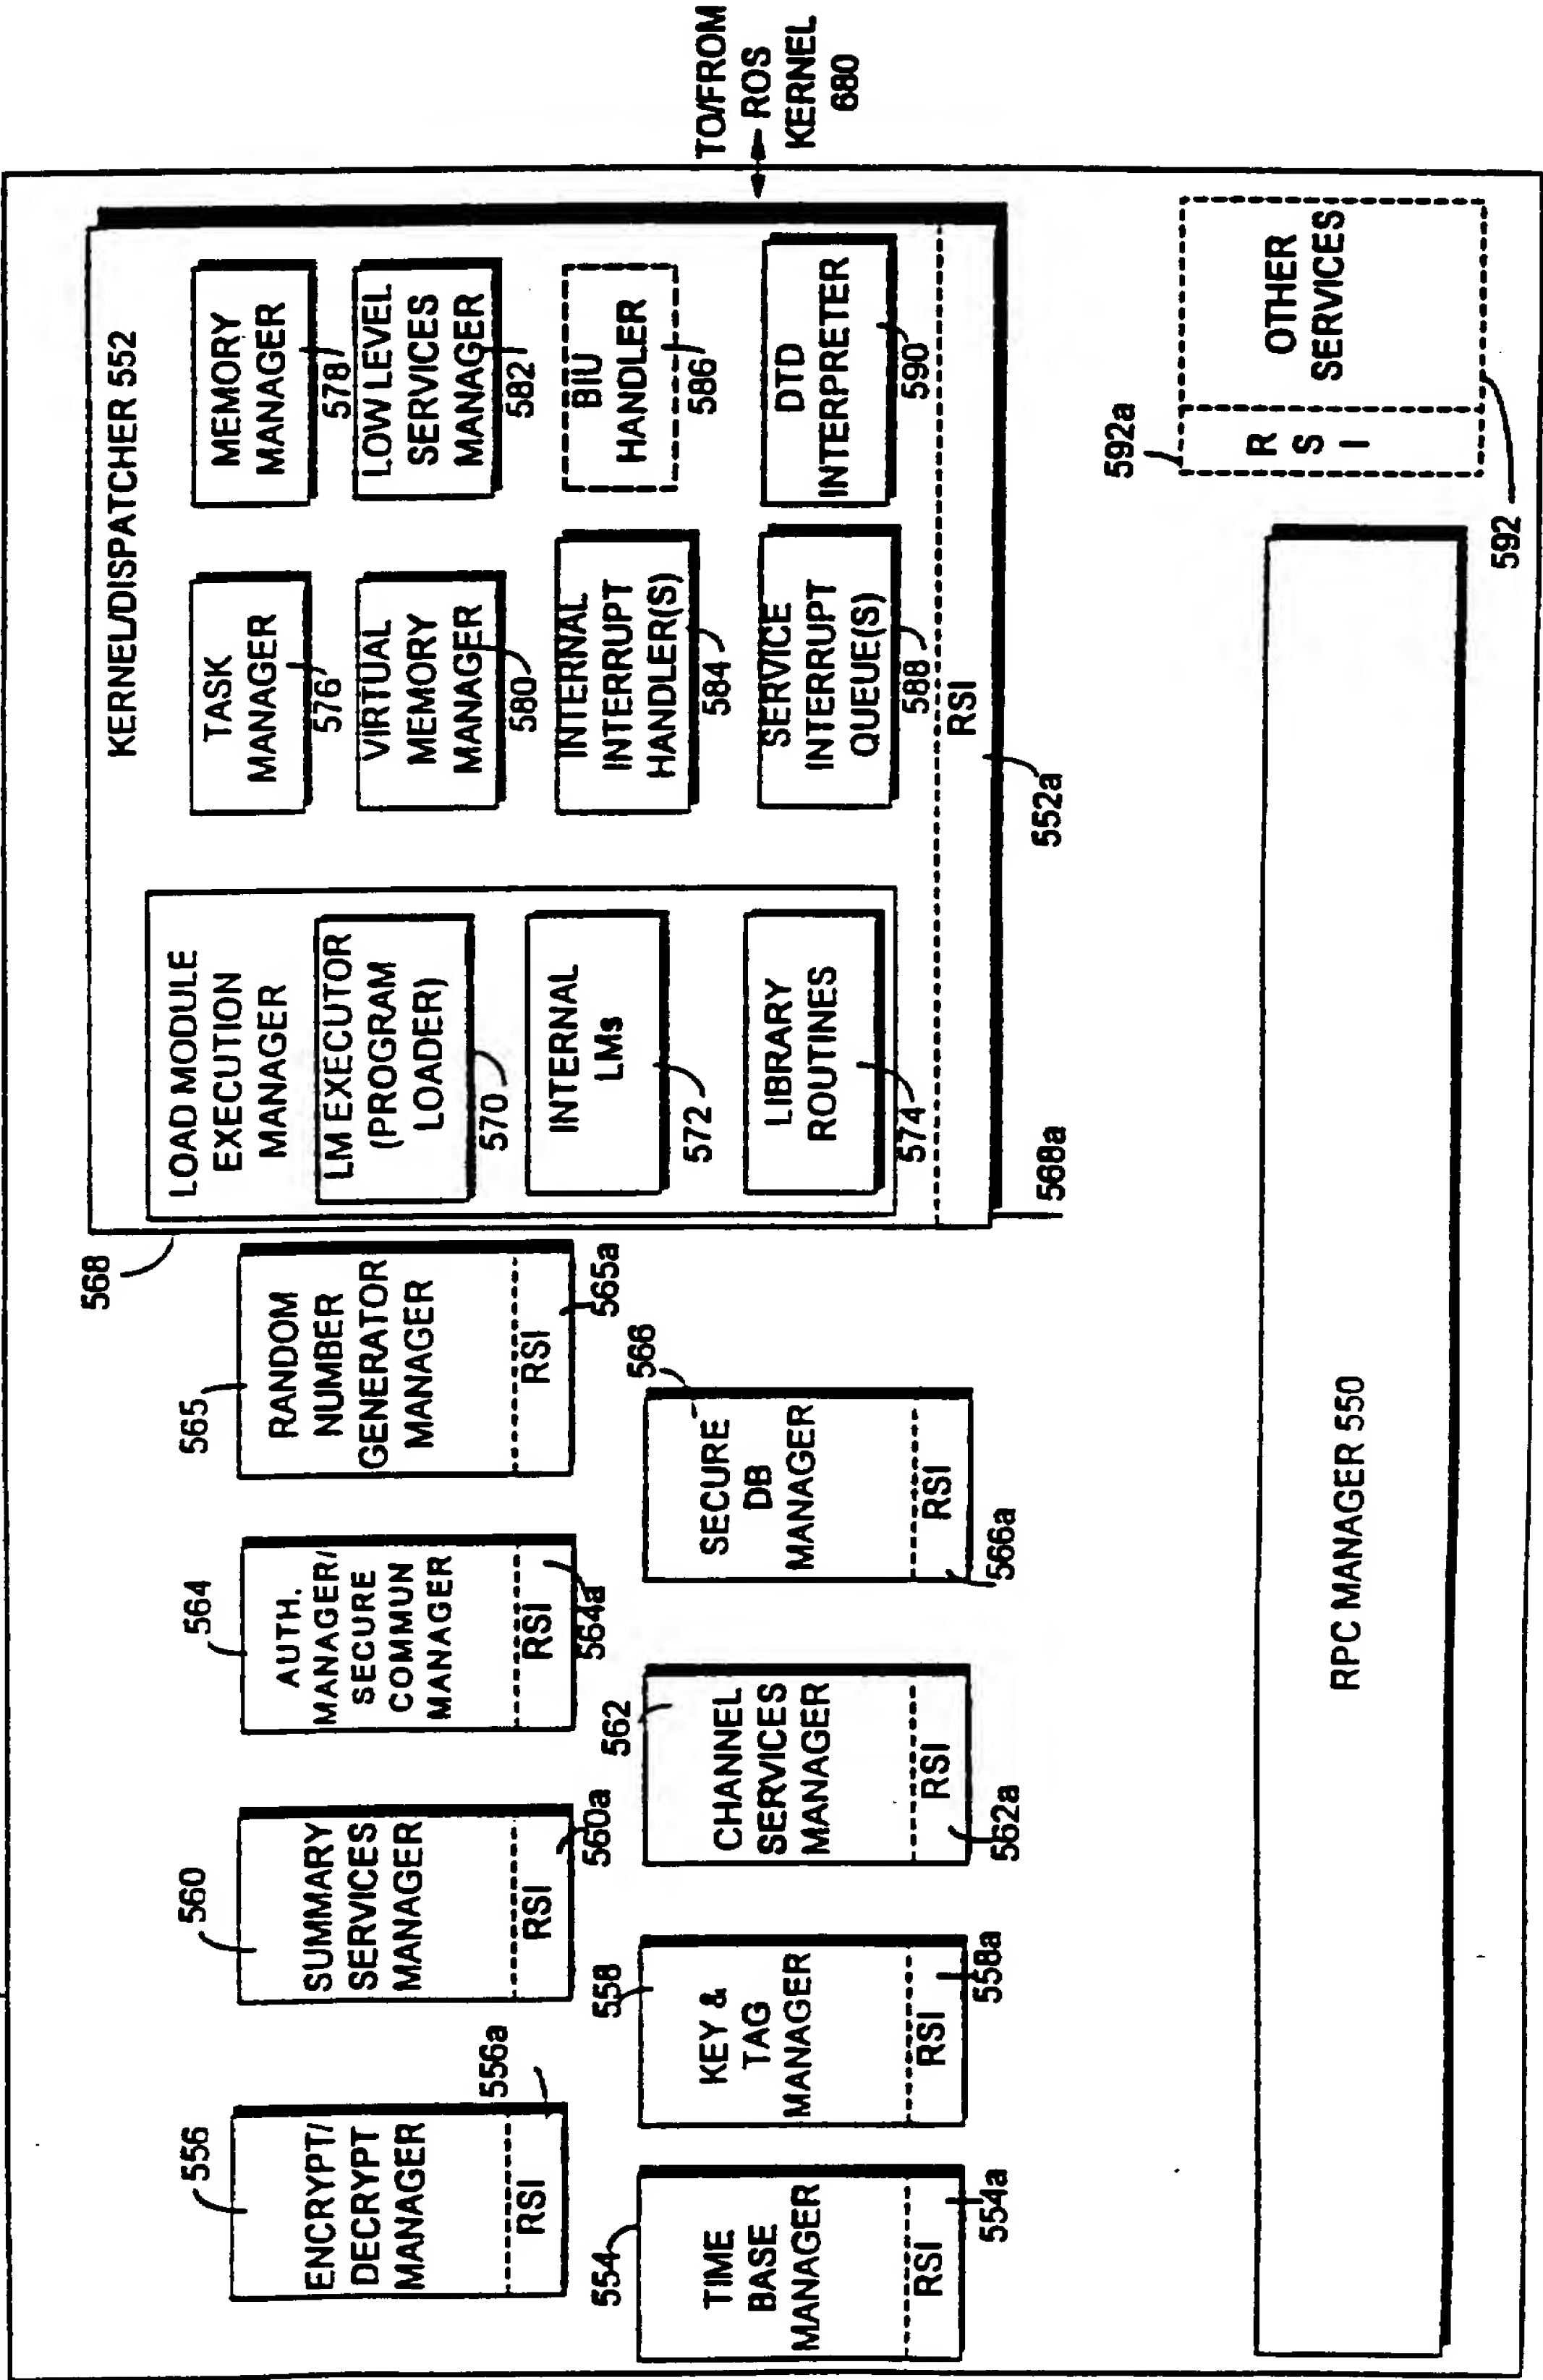 KERNEL/DISPATCHER 552
568
LOAD MODULE
EXECUTION
MANAGER
LM EXECUTOR
(PROGRAM
LOADER)
570
INTERNAL
LMs
572
LIBRARY
ROUTINES
574
568a
TASK
MANAGER
576
MEMORY
MANAGER
578
VIRTUAL
MEMORY
MANAGER
580
LOW LEVEL
SERVICES
MANAGER
582
INTERNAL
INTERRUPT
HANDLER(S)
584
BIU
HANDLER
586
SERVICE
INTERRUPT
QUEUE(S)
588
DTD
INTERPRETER
590
RSI
552a
TO/FROM
ROS
KERNEL
680
556
ENCRYPT/
DECRYPT
MANAGER
RSI
556a
560
SUMMARY
SERVICES
MANAGER
RSI
560a
564
AUTH.
MANAGER/
SECURE
COMMUN
MANAGER
RSI
564a
565
RANDOM
NUMBER
GENERATOR
MANAGER
RSI
565a
554
TIME
BASE
MANAGER
RSI
554a
558
KEY &
TAG
MANAGER
RSI
558a
562
CHANNEL
SERVICES
MANAGER
RSI
562a
566
SECURE
DB
MANAGER
RSI
566a
592a
R
S
I
OTHER
SERVICES
592
RPC MANAGER 550